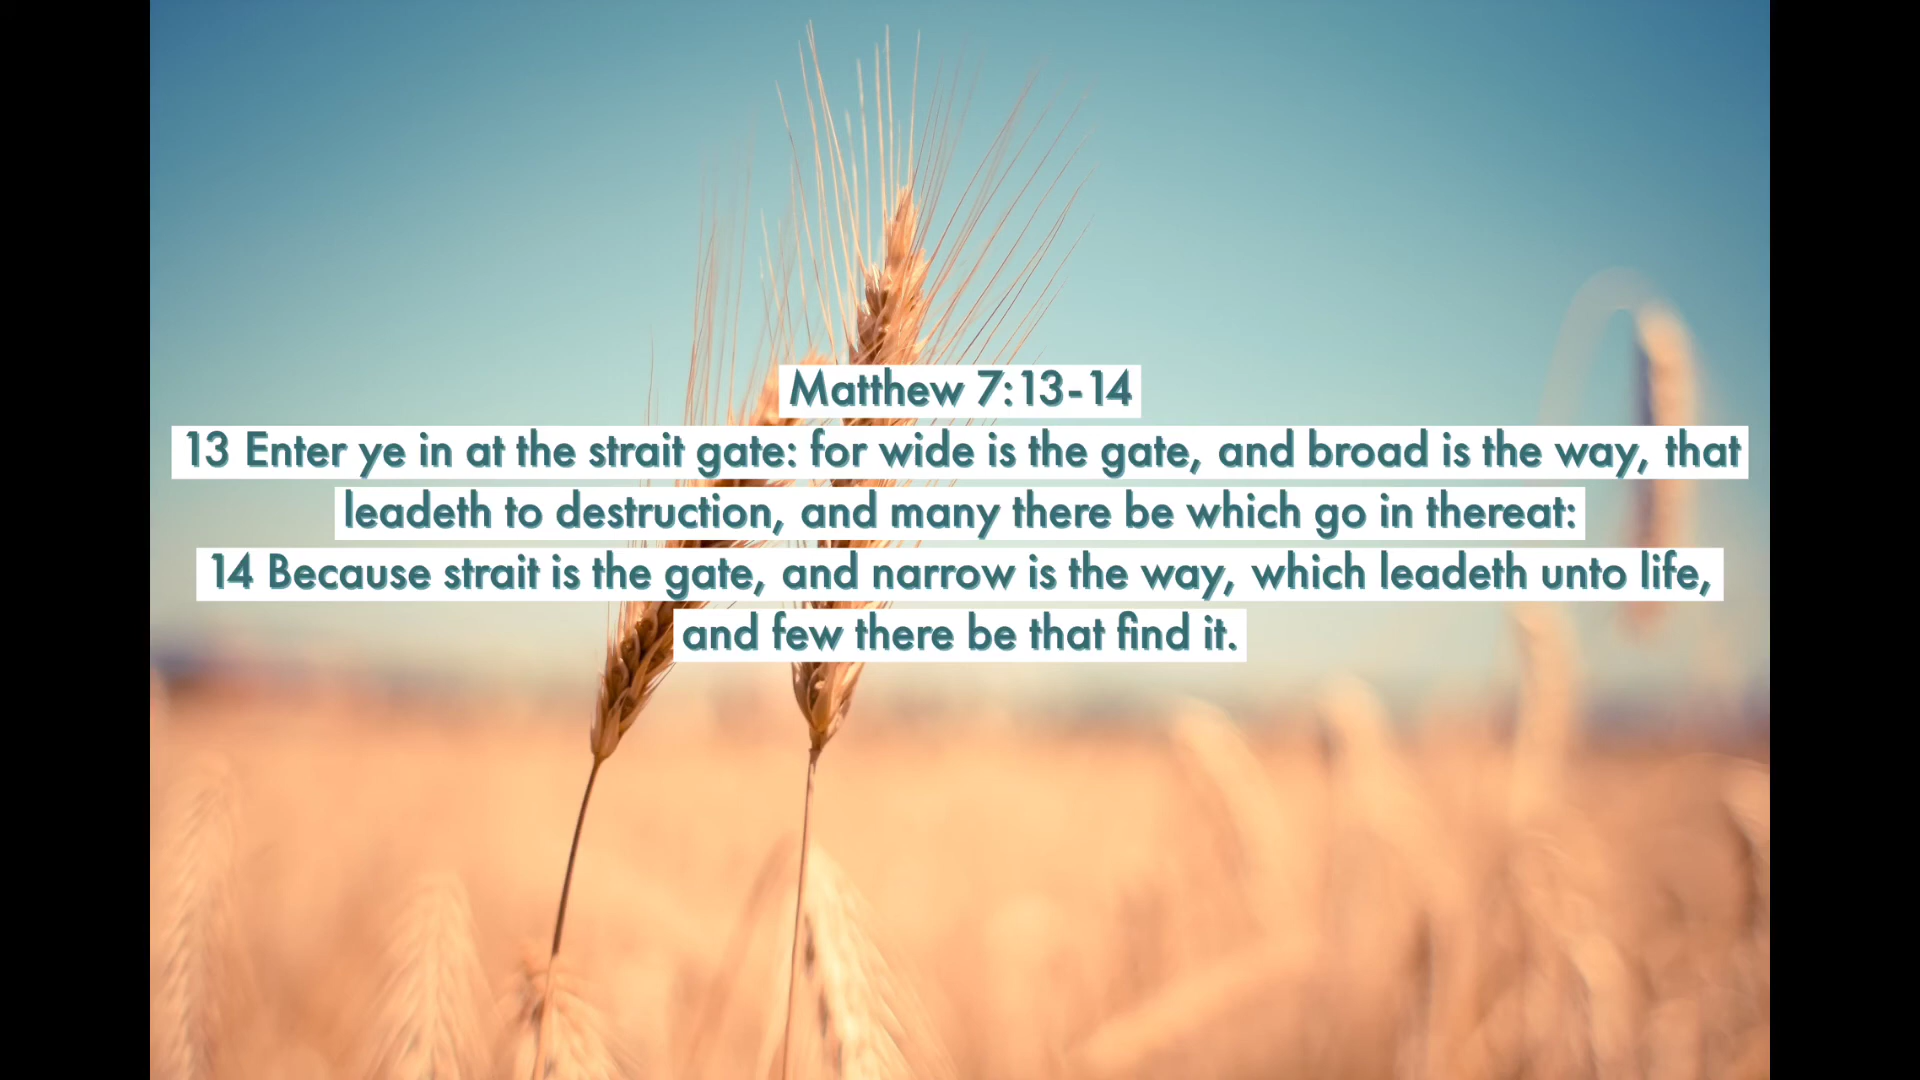 Matthew 7:13-14
13 Enter ye in at the strait gate: for wide is the gate, and broad is the way, that
leadeth to destruction, and many there be which go in thereat:
14 Because strait is the gate, and narrow is the way, which leadeth unto life,
and few there be that find it.